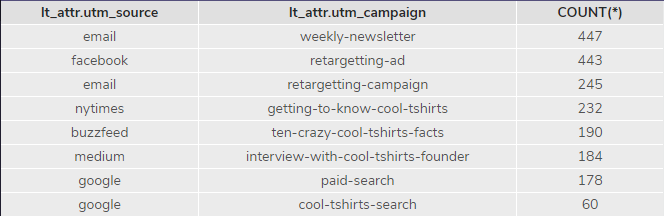 lt_attr.utm_source lt_attr.utm_campaign COUNT(*)
email weekly-newsletter 447
facebook retargetting-ad 443
email retargetting-campaign 245
nytimes getting-to-know-cool-tshirts 232
buzzfeed ten-crazy-cool-tshirts-facts 190
medium interview-with-cool-tshirts-founder 184
google paid-search 178
google cool-tshirts-search 60